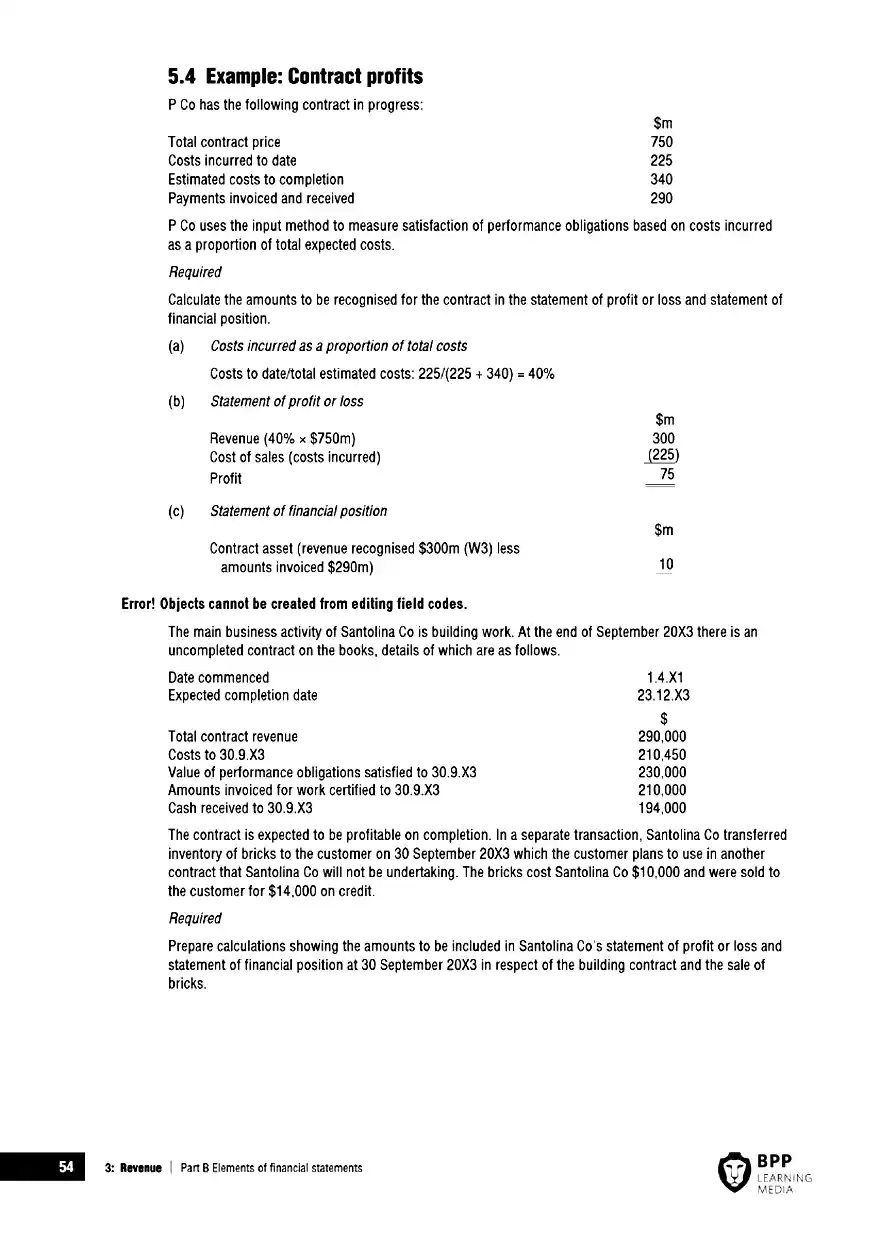 5.4 Example: Contract profits
P Co has the following contract in progress:
$m
Total contract price 750
Costs incurred to date 225
Estimated costs to completion 340
Payments invoiced and received 290
P Co uses the input method to measure satisfaction of performance obligations based on costs incurred
as a proportion of total expected costs.
Required
Calculate the amounts to be recognised for the contract in the statement of profit or loss and statement of
financial position.
(a) Costs incurred as a proportion of total costs
Costs to date/total estimated costs: 225/(225 + 340) = 40%
(b) Statement of profit or loss
$m
Revenue (40% × $750m) 300
Cost of sales (costs incurred) (225)
Profit 75
(c) Statement of financial position
$m
Contract asset (revenue recognised $300m (W3) less
amounts invoiced $290m) 10
Error! Objects cannot be created from editing field codes.
The main business activity of Santolina Co is building work. At the end of September 20X3 there is an
uncompleted contract on the books, details of which are as follows.
Date commenced 1.4.X1
Expected completion date 23.12.X3
$
Total contract revenue 290,000
Costs to 30.9.X3 210,450
Value of performance obligations satisfied to 30.9.X3 230,000
Amounts invoiced for work certified to 30.9.X3 210,000
Cash received to 30.9.X3 194,000
The contract is expected to be profitable on completion. In a separate transaction, Santolina Co transferred
inventory of bricks to the customer on 30 September 20X3 which the customer plans to use in another
contract that Santolina Co will not be undertaking. The bricks cost Santolina Co $10,000 and were sold to
the customer for $14,000 on credit.
Required
Prepare calculations showing the amounts to be included in Santolina Co's statement of profit or loss and
statement of financial position at 30 September 20X3 in respect of the building contract and the sale of
bricks.
54 3: Revenue | Part B Elements of financial statements
BPP
LEARNING
MEDIA